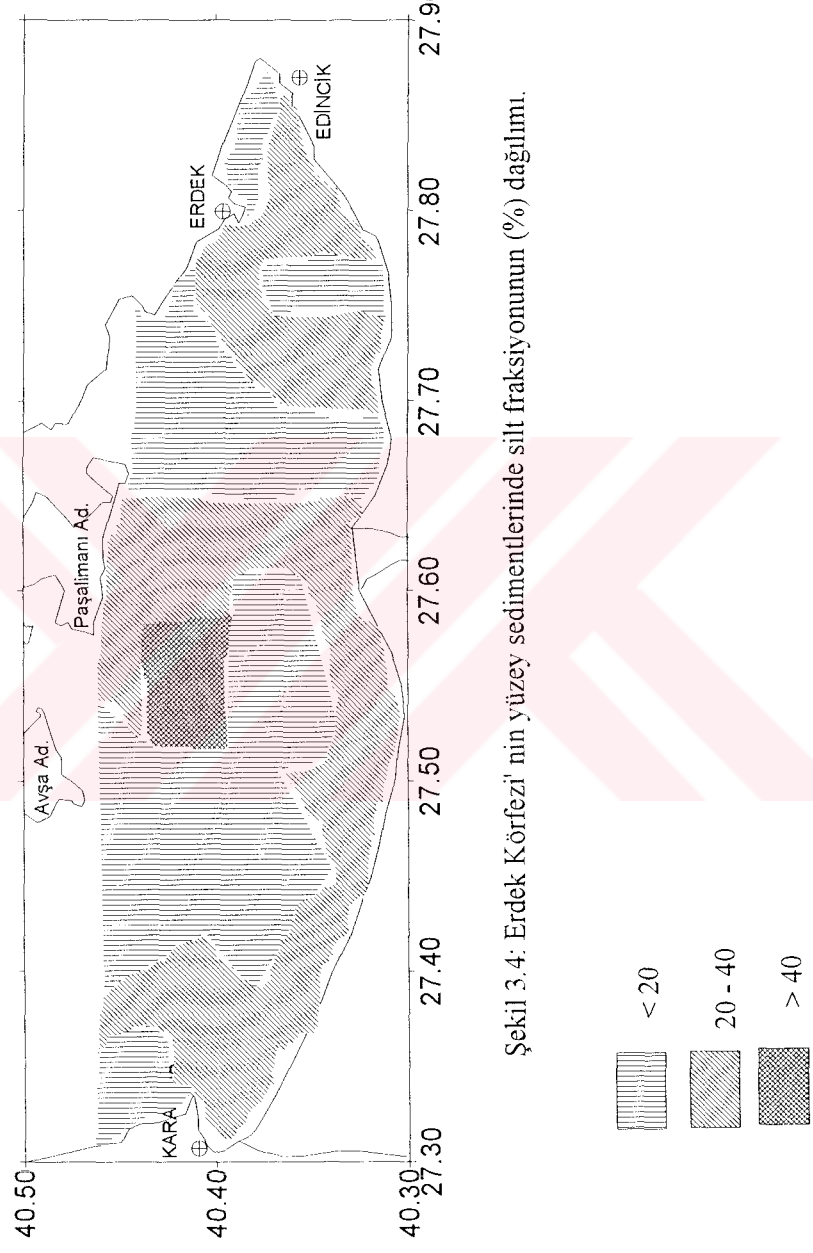 40.50
40.40
40.30
27.30
27.40
27.50
27.60
27.70
27.80
27.9
Avşa Ad.
Paşalimanı Ad.
ERDEK
EDİNCİK
KARA
Şekil 3.4: Erdek Körfezi' nin yüzey sedimentlerinde silt fraksiyonunun (%) dağılımı.
< 20
20 - 40
> 40